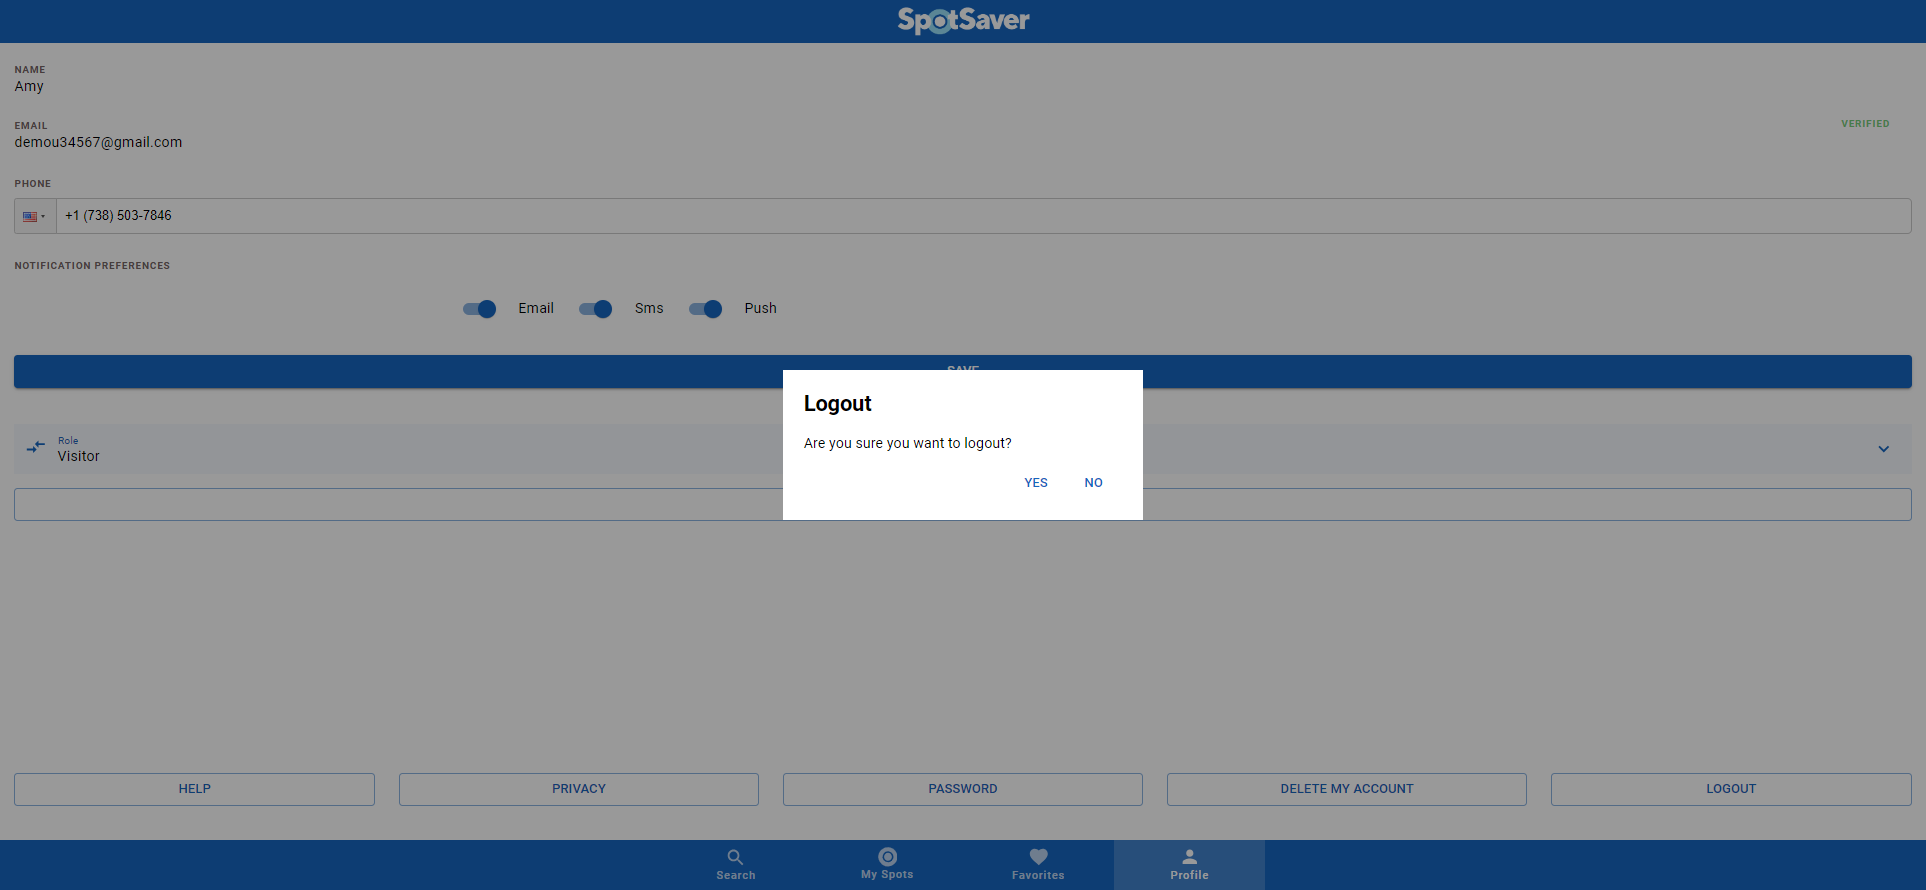 SpotSaver
NAME
Amy
EMAIL
VERIFIED
demou34567@gmail.com
PHONE
+1 (738) 503-7846
NOTIFICATION PREFERENCES
Email Sms Push
SAVE
Logout
Are you sure you want to logout?
YES NO
Role
Visitor
HELP PRIVACY PASSWORD DELETE MY ACCOUNT LOGOUT
Search My Spots Favorites Profile